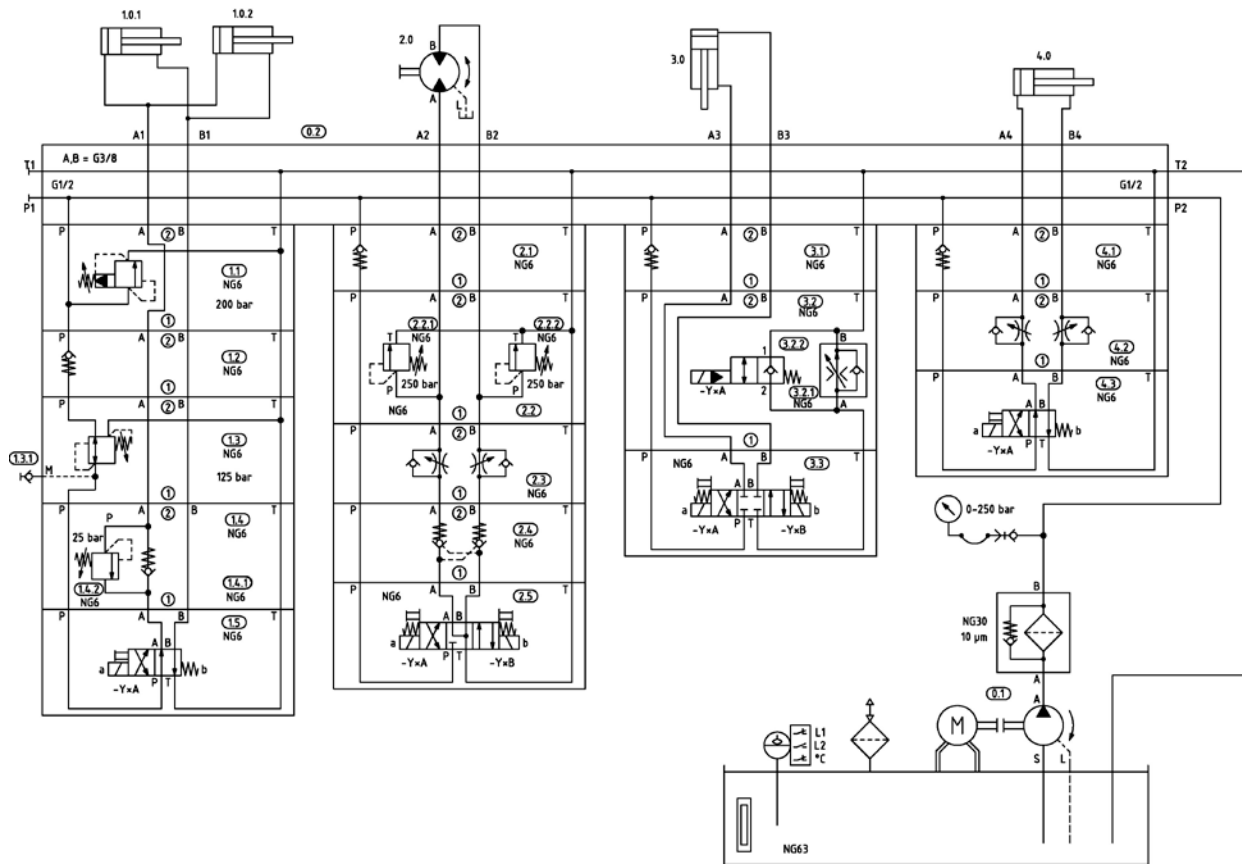 1.0.1 1.0.2
2.0 B
A L
3.0
4.0
A1 B1 0.2 A2 B2 A3 B3 A4 B4
T1 A,B = G3/8 T2
G1/2 G1/2
P1 P2
P A 2 B T P A 2 B T P A 2 B T P A 2 B T
1.1 2.1 3.1 4.1
NG6 NG6 NG6 NG6
200 bar
1 1 1 1
P A 2 B T P A 2 B T P A 2 B T P A 2 B T
1.2
NG6
1
2.2.1 2.2.2
T NG6 T NG6
250 bar 250 bar
P P
NG6 2.2
1
3.2
NG6
1 3.2.2 B
-Y×A 2 3.2.1 A
NG6
1
4.2
NG6
1
P A B T
4.3
NG6
A B
a P T b
-Y×A
P A 2 B T
1.3.1 1.3
M NG6
125 bar
1
P A 2 B T
2.3
NG6
1
P A B T
NG6 3.3
A B
a P T b
-Y×A -Y×B
P A 2 B T
P 1.4
NG6
25 bar
1.4.2 1.4.1
NG6 NG6
1
P A 2 B T
2.4
NG6
1
P A B T
1.5
NG6
A B
a P T b
-Y×A
P A B T
NG6 2.5
A B
a P T b
-Y×A -Y×B
0-250 bar
B
NG30
10 µm
A
0.1 A
M
S L
L1
L2
°C
NG63